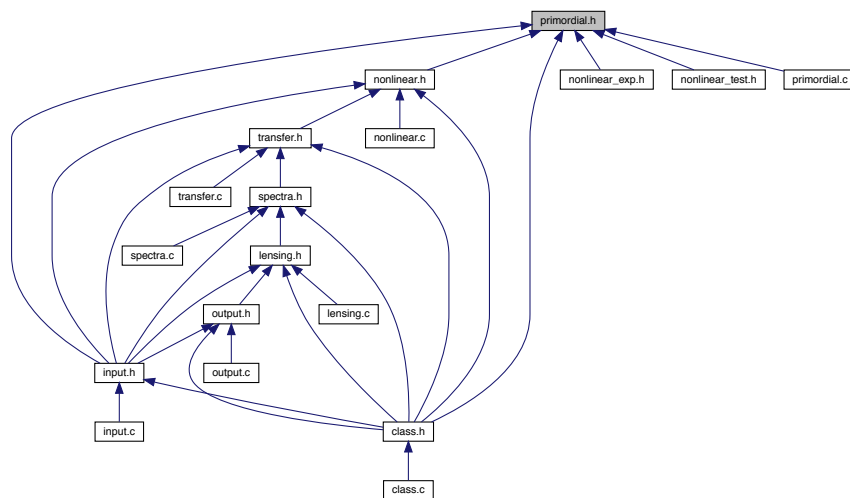 primordial.h
nonlinear.h
nonlinear_exp.h
nonlinear_test.h
primordial.c
transfer.h
nonlinear.c
transfer.c
spectra.h
spectra.c
lensing.h
output.h
lensing.c
input.h
output.c
input.c
class.h
class.c